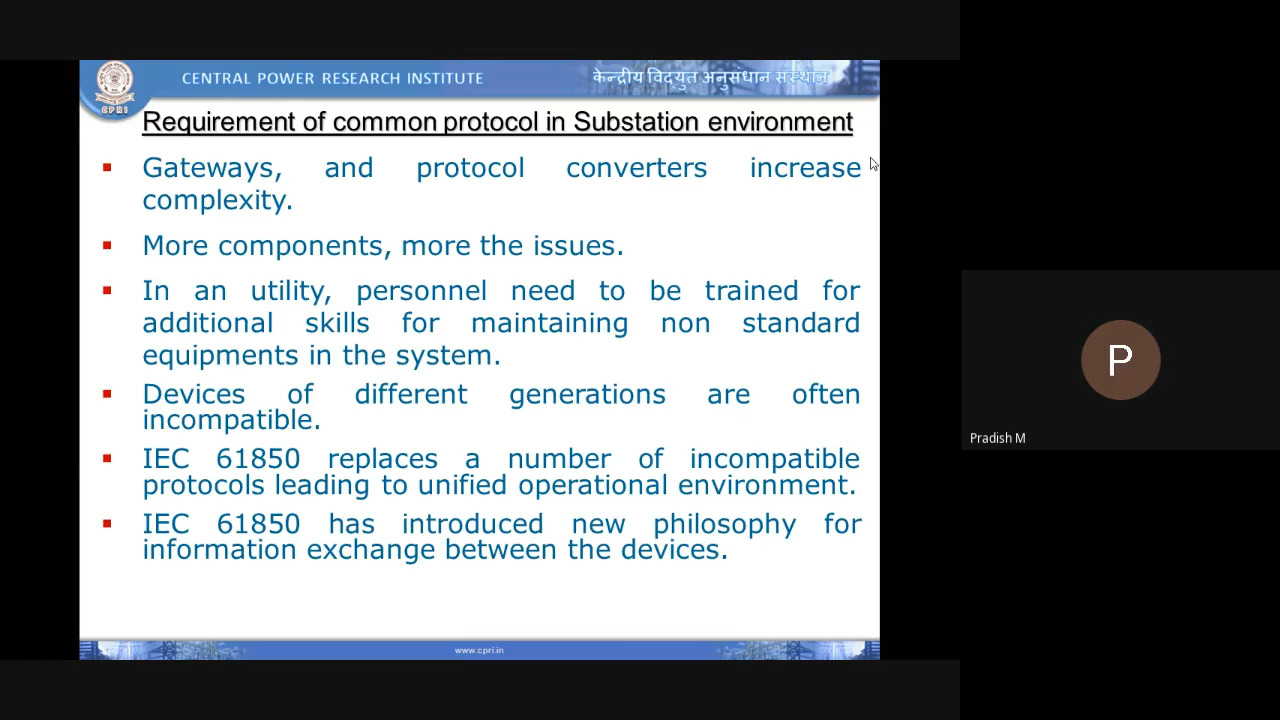 CENTRAL POWER RESEARCH INSTITUTE
केन्द्रीय विद्युत अनुसंधान संस्थान
CPRI
Requirement of common protocol in Substation environment
Gateways, and protocol converters increase
complexity.
More components, more the issues.
In an utility, personnel need to be trained for
additional skills for maintaining non standard
equipments in the system.
Devices of different generations are often
incompatible.
IEC 61850 replaces a number of incompatible
protocols leading to unified operational environment.
IEC 61850 has introduced new philosophy for
information exchange between the devices.
www.cpri.in
P
Pradish M